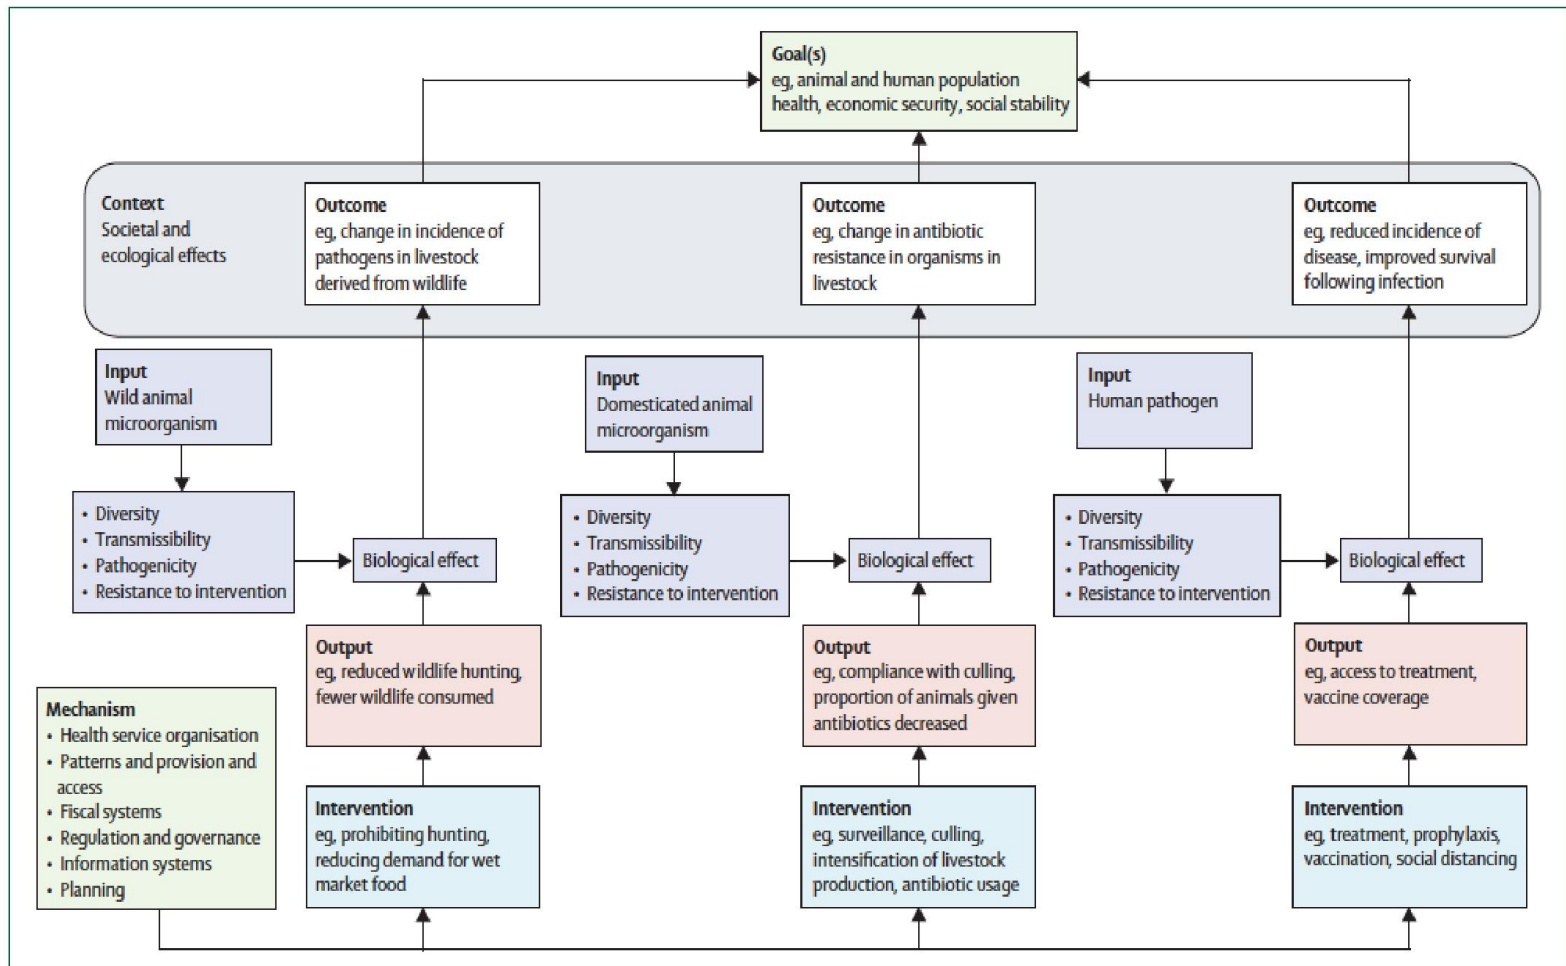 Goal(s)
eg, animal and human population
health, economic security, social stability
Context
Societal and
ecological effects
Outcome
eg, change in incidence of
pathogens in livestock
derived from wildlife
Outcome
eg, change in antibiotic
resistance in organisms in
livestock
Outcome
eg, reduced incidence of
disease, improved survival
following infection
Input
Wild animal
microorganism
Input
Domesticated animal
microorganism
Input
Human pathogen
• Diversity
• Transmissibility
• Pathogenicity
• Resistance to intervention
Biological effect
• Diversity
• Transmissibility
• Pathogenicity
• Resistance to intervention
Biological effect
• Diversity
• Transmissibility
• Pathogenicity
• Resistance to intervention
Biological effect
Output
eg, reduced wildlife hunting,
fewer wildlife consumed
Output
eg, compliance with culling,
proportion of animals given
antibiotics decreased
Output
eg, access to treatment,
vaccine coverage
Mechanism
• Health service organisation
• Patterns and provision and
access
• Fiscal systems
• Regulation and governance
• Information systems
• Planning
Intervention
eg, prohibiting hunting,
reducing demand for wet
market food
Intervention
eg, surveillance, culling,
intensification of livestock
production, antibiotic usage
Intervention
eg, treatment, prophylaxis,
vaccination, social distancing